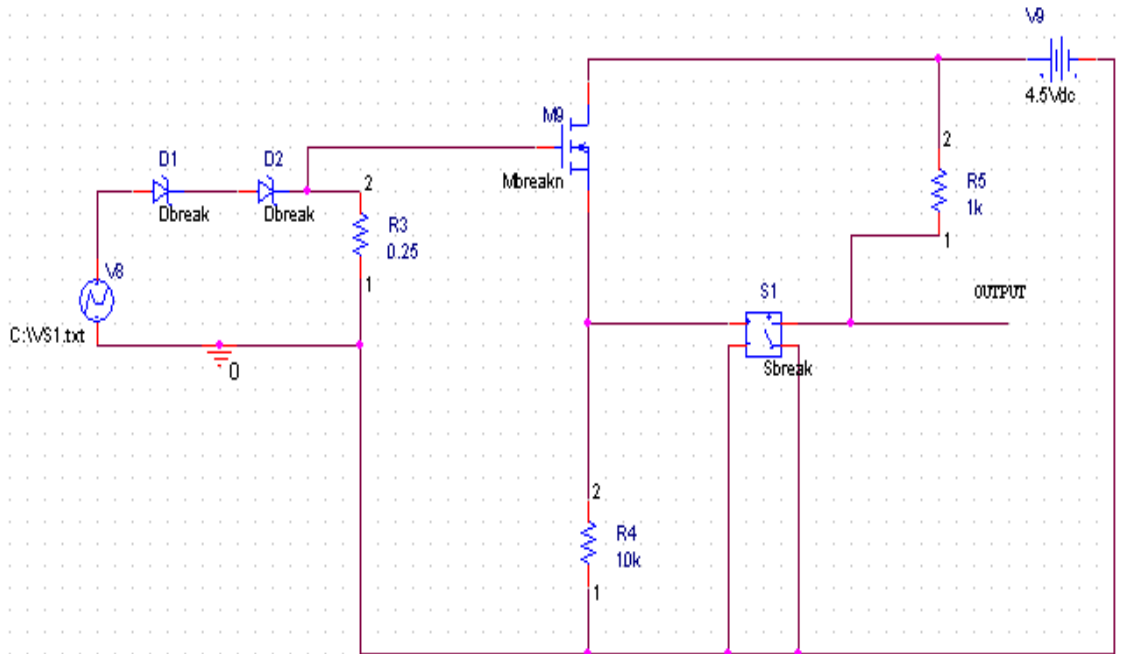 V9
4.5Vdc
M9
Mbreakn
D1
D2
Dbreak
Dbreak
2
R3
0.25
1
V8
C:\VS1.txt
0
2
R5
1k
1
S1
OUTPUT
Sbreak
2
R4
10k
1